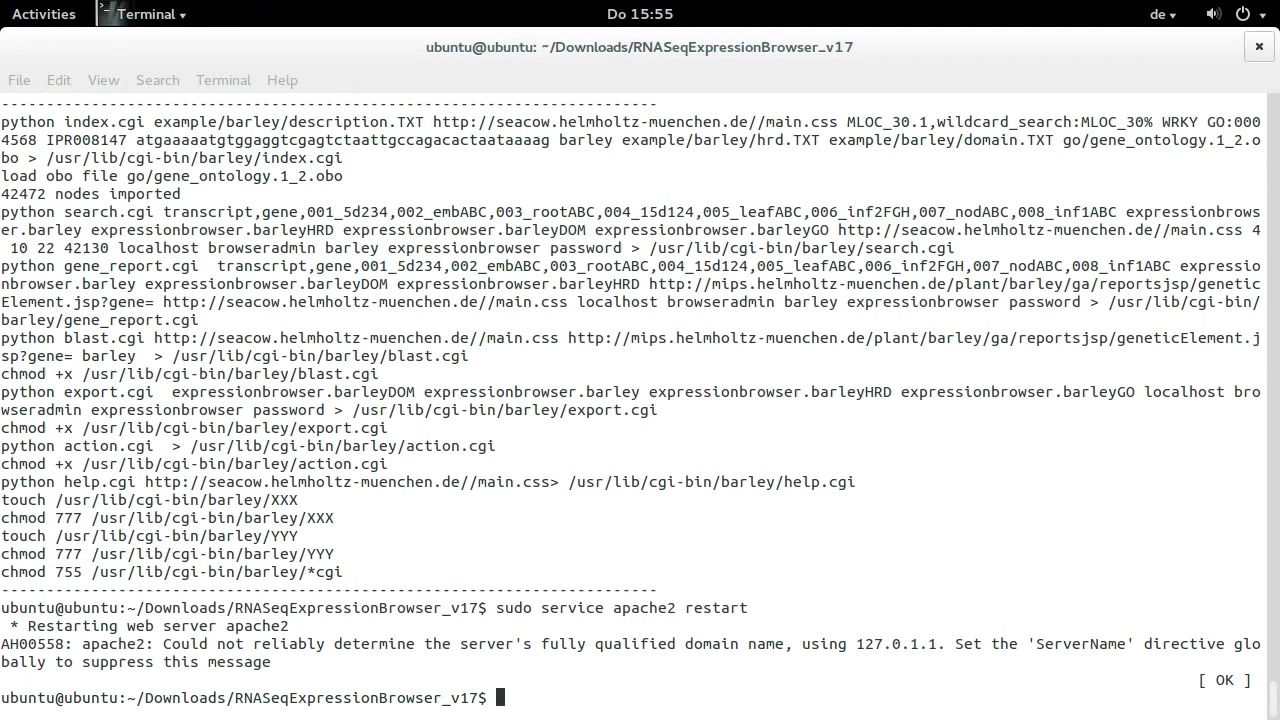 Activities
Terminal
Do 15:55
de
ubuntu@ubuntu: ~/Downloads/RNASeqExpressionBrowser_v17
File Edit View Search Terminal Help
-------------------------------------------------------------------------
python index.cgi example/barley/description.TXT http://seacow.helmholtz-muenchen.de//main.css MLOC_30.1,wildcard_search:MLOC_30% WRKY GO:000
4568 IPR008147 atgaaaaatgtggaggtcgagtctaattgccagacactaataaaag barley example/barley/hrd.TXT example/barley/domain.TXT go/gene_ontology.1_2.o
bo > /usr/lib/cgi-bin/barley/index.cgi
load obo file go/gene_ontology.1_2.obo
42472 nodes imported
python search.cgi transcript,gene,001_5d234,002_embABC,003_rootABC,004_15d124,005_leafABC,006_inf2FGH,007_nodABC,008_inf1ABC expressionbrows
er.barley expressionbrowser.barleyHRD expressionbrowser.barleyDOM expressionbrowser.barleyGO http://seacow.helmholtz-muenchen.de//main.css 4
 10 22 42130 localhost browseradmin barley expressionbrowser password > /usr/lib/cgi-bin/barley/search.cgi
python gene_report.cgi  transcript,gene,001_5d234,002_embABC,003_rootABC,004_15d124,005_leafABC,006_inf2FGH,007_nodABC,008_inf1ABC expressio
nbrowser.barley expressionbrowser.barleyDOM expressionbrowser.barleyHRD http://mips.helmholtz-muenchen.de/plant/barley/ga/reportsjsp/genetic
Element.jsp?gene= http://seacow.helmholtz-muenchen.de//main.css localhost browseradmin barley expressionbrowser password > /usr/lib/cgi-bin/
barley/gene_report.cgi
python blast.cgi http://seacow.helmholtz-muenchen.de//main.css http://mips.helmholtz-muenchen.de/plant/barley/ga/reportsjsp/geneticElement.j
sp?gene= barley  > /usr/lib/cgi-bin/barley/blast.cgi
chmod +x /usr/lib/cgi-bin/barley/blast.cgi
python export.cgi  expressionbrowser.barleyDOM expressionbrowser.barley expressionbrowser.barleyHRD expressionbrowser.barleyGO localhost bro
wseradmin expressionbrowser password > /usr/lib/cgi-bin/barley/export.cgi
chmod +x /usr/lib/cgi-bin/barley/export.cgi
python action.cgi  > /usr/lib/cgi-bin/barley/action.cgi
chmod +x /usr/lib/cgi-bin/barley/action.cgi
python help.cgi http://seacow.helmholtz-muenchen.de//main.css> /usr/lib/cgi-bin/barley/help.cgi
touch /usr/lib/cgi-bin/barley/XXX
chmod 777 /usr/lib/cgi-bin/barley/XXX
touch /usr/lib/cgi-bin/barley/YYY
chmod 777 /usr/lib/cgi-bin/barley/YYY
chmod 755 /usr/lib/cgi-bin/barley/*cgi
-------------------------------------------------------------------------
ubuntu@ubuntu:~/Downloads/RNASeqExpressionBrowser_v17$ sudo service apache2 restart
 * Restarting web server apache2
AH00558: apache2: Could not reliably determine the server's fully qualified domain name, using 127.0.1.1. Set the 'ServerName' directive glo
bally to suppress this message
[ OK ]
ubuntu@ubuntu:~/Downloads/RNASeqExpressionBrowser_v17$